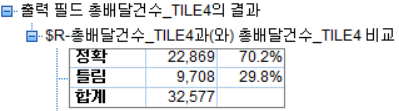 출력 필드 총배달건수_TILE4의 결과
$R-총배달건수_TILE4과(와) 총배달건수_TILE4 비교
정확 22,869 70.2%
틀림 9,708 29.8%
합계 32,577